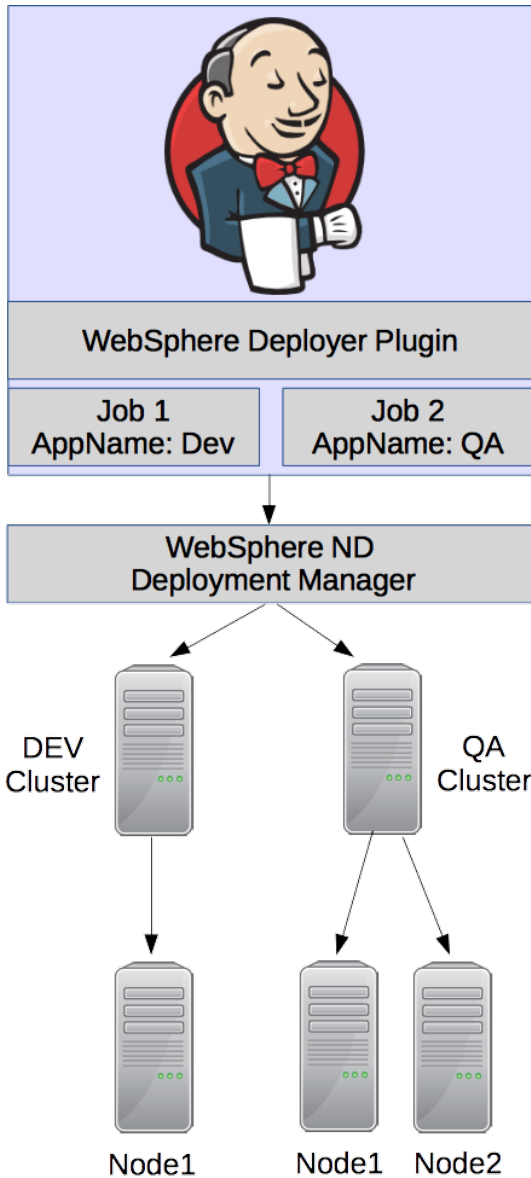 WebSphere Deployer Plugin
Job 1
AppName: Dev
Job 2
AppName: QA
WebSphere ND
Deployment Manager
DEV
Cluster
QA
Cluster
Node1
Node1
Node2